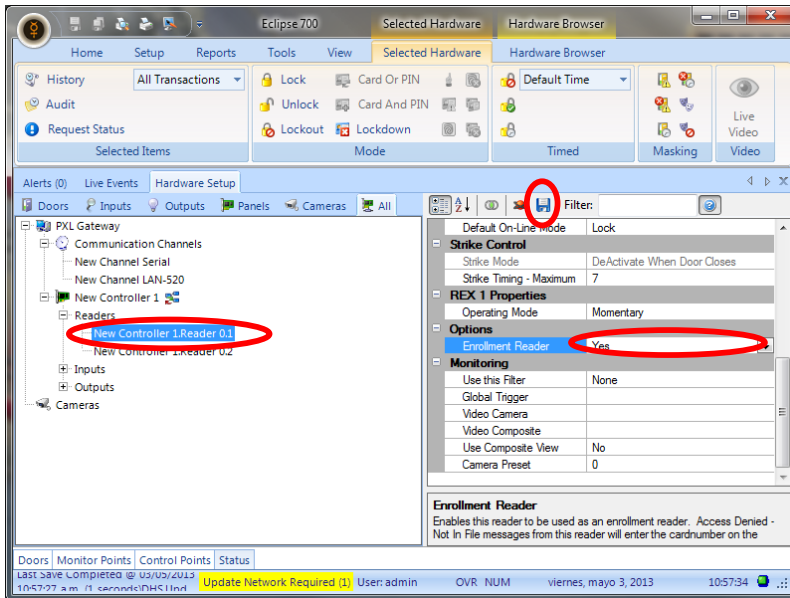 Eclipse 700 Selected Hardware Hardware Browser
Home Setup Reports Tools View Selected Hardware Hardware Browser
History All Transactions Lock Card Or PIN Default Time
Audit Unlock Card And PIN
Request Status Lockout Lockdown Live Video
Selected Items Mode Timed Masking Video
Alerts (0) Live Events Hardware Setup
Doors Inputs Outputs Panels Cameras All Filter:
PXL Gateway
Communication Channels
New Channel Serial
New Channel LAN-520
New Controller 1
Readers
New Controller 1.Reader 0.1
New Controller 1.Reader 0.2
Inputs
Outputs
Cameras
Default On-Line Mode Lock
Strike Control
Strike Mode DeActivate When Door Closes
Strike Timing - Maximum 7
REX 1 Properties
Operating Mode Momentary
Options
Enrollment Reader Yes
Monitoring
Use this Filter None
Global Trigger
Video Camera
Video Composite
Use Composite View No
Camera Preset 0
Enrollment Reader
Enables this reader to be used as an enrollment reader. Access Denied -
Not In File messages from this reader will enter the cardnumber on the
Doors Monitor Points Control Points Status
Last Save Completed @ 03/05/2013
10:57:27 a.m. (1 seconds)DHS\Und Update Network Required (1) User: admin OVR NUM viernes, mayo 3, 2013 10:57:34